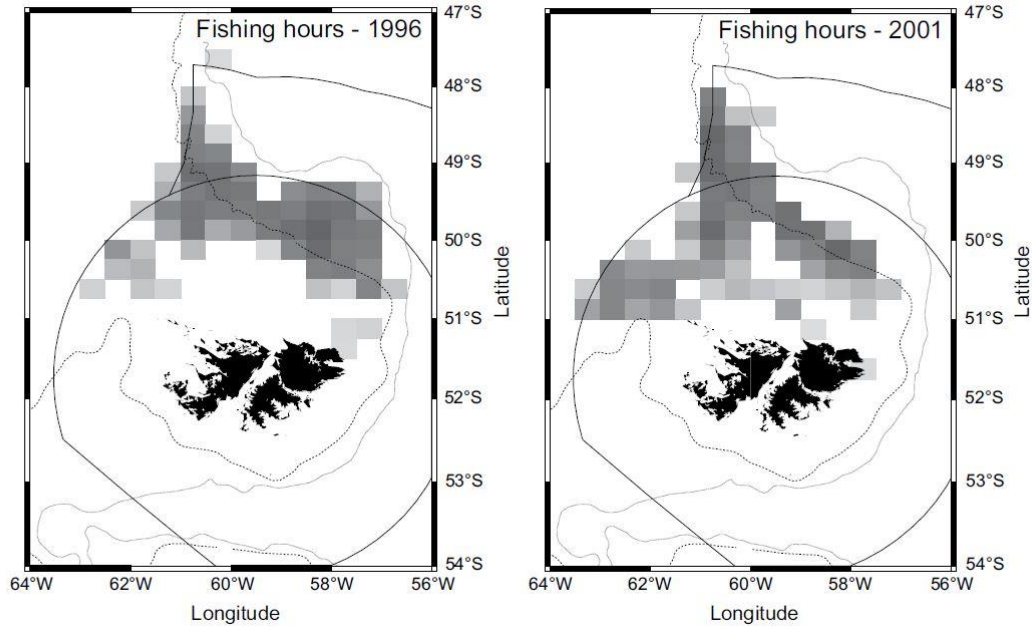 Fishing hours - 1996
47°S
48°S
49°S
50°S
51°S
52°S
53°S
54°S
Latitude
64°W 62°W 60°W 58°W 56°W
Longitude
Fishing hours - 2001
47°S
48°S
49°S
50°S
51°S
52°S
53°S
54°S
Latitude
64°W 62°W 60°W 58°W 56°W
Longitude